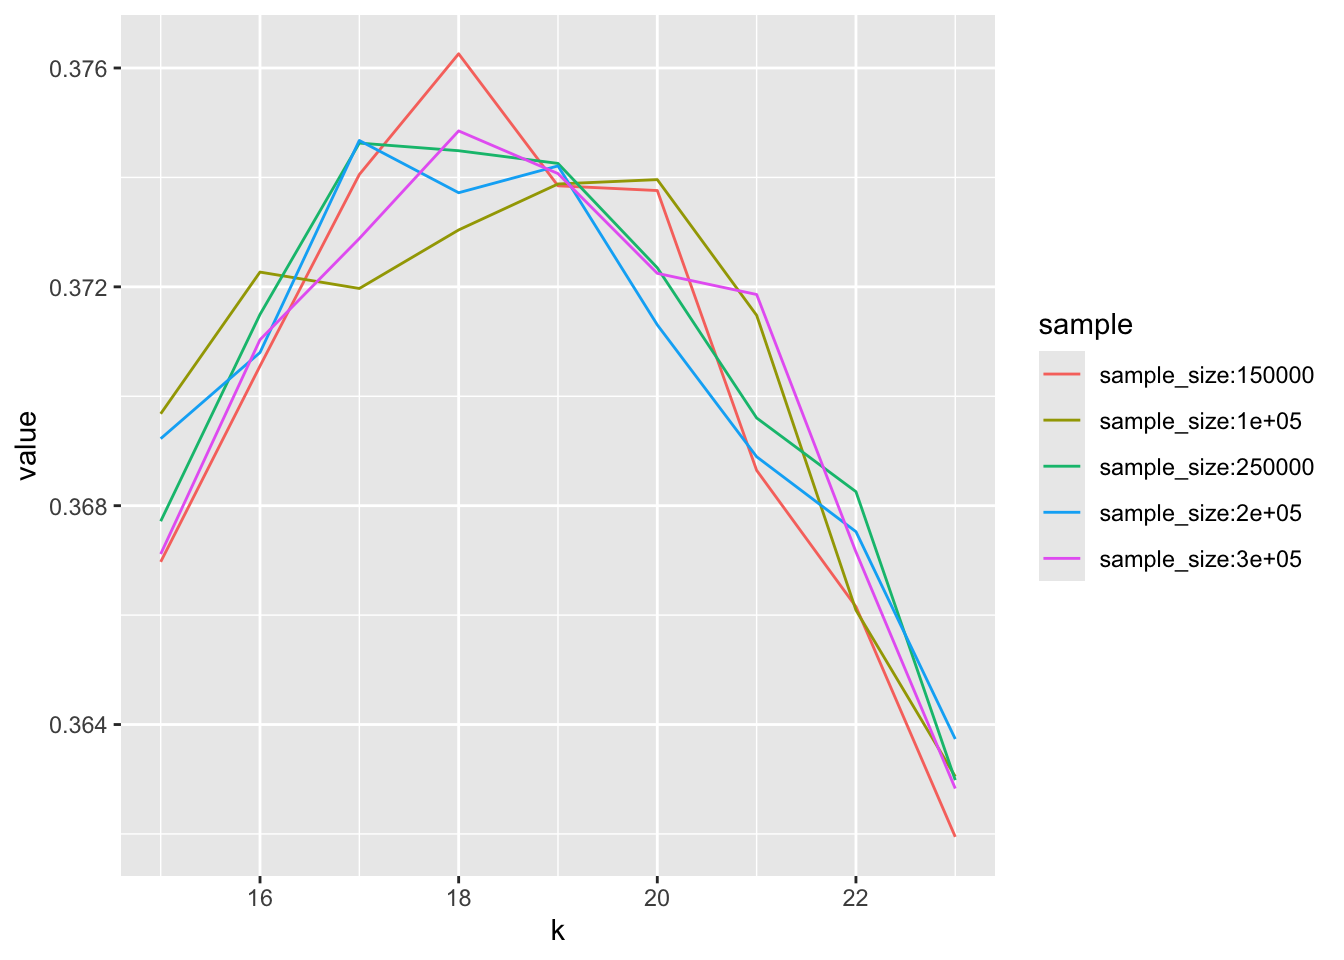 0.376
0.372
0.368
0.364
value
16
18
20
22
k
sample
sample_size:150000
sample_size:1e+05
sample_size:250000
sample_size:2e+05
sample_size:3e+05